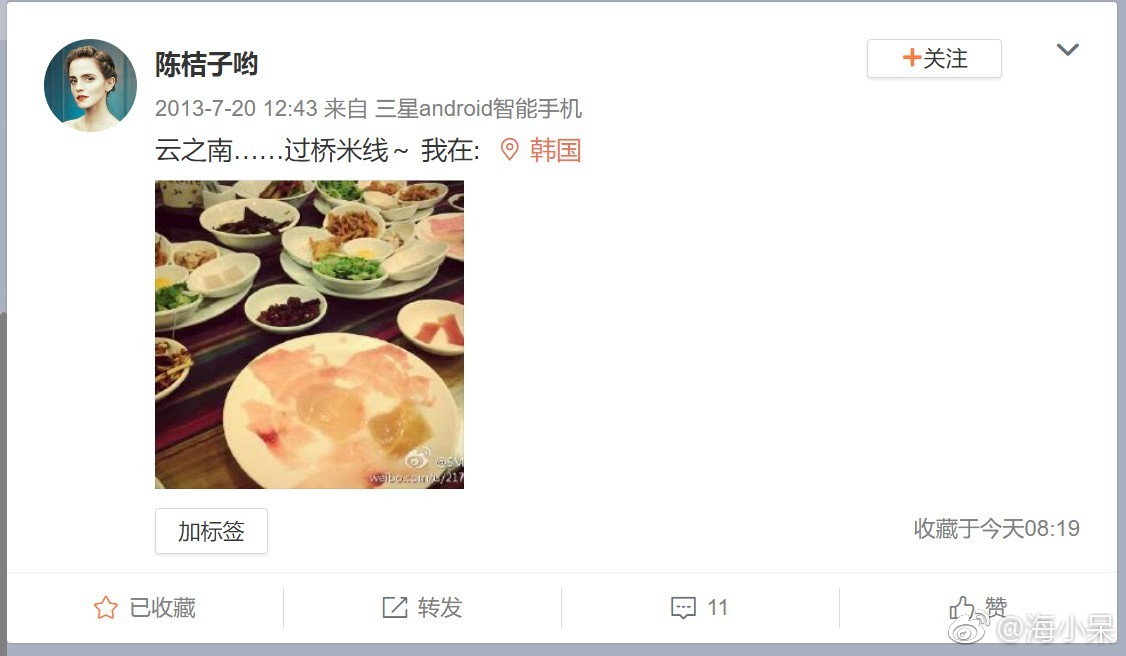 陈桔子哟
+关注
2013-7-20 12:43 来自 三星android智能手机
云之南……过桥米线~ 我在: 韩国
weibo.com/u/217
加标签
收藏于今天08:19
已收藏
转发
11
赞
@海小呆